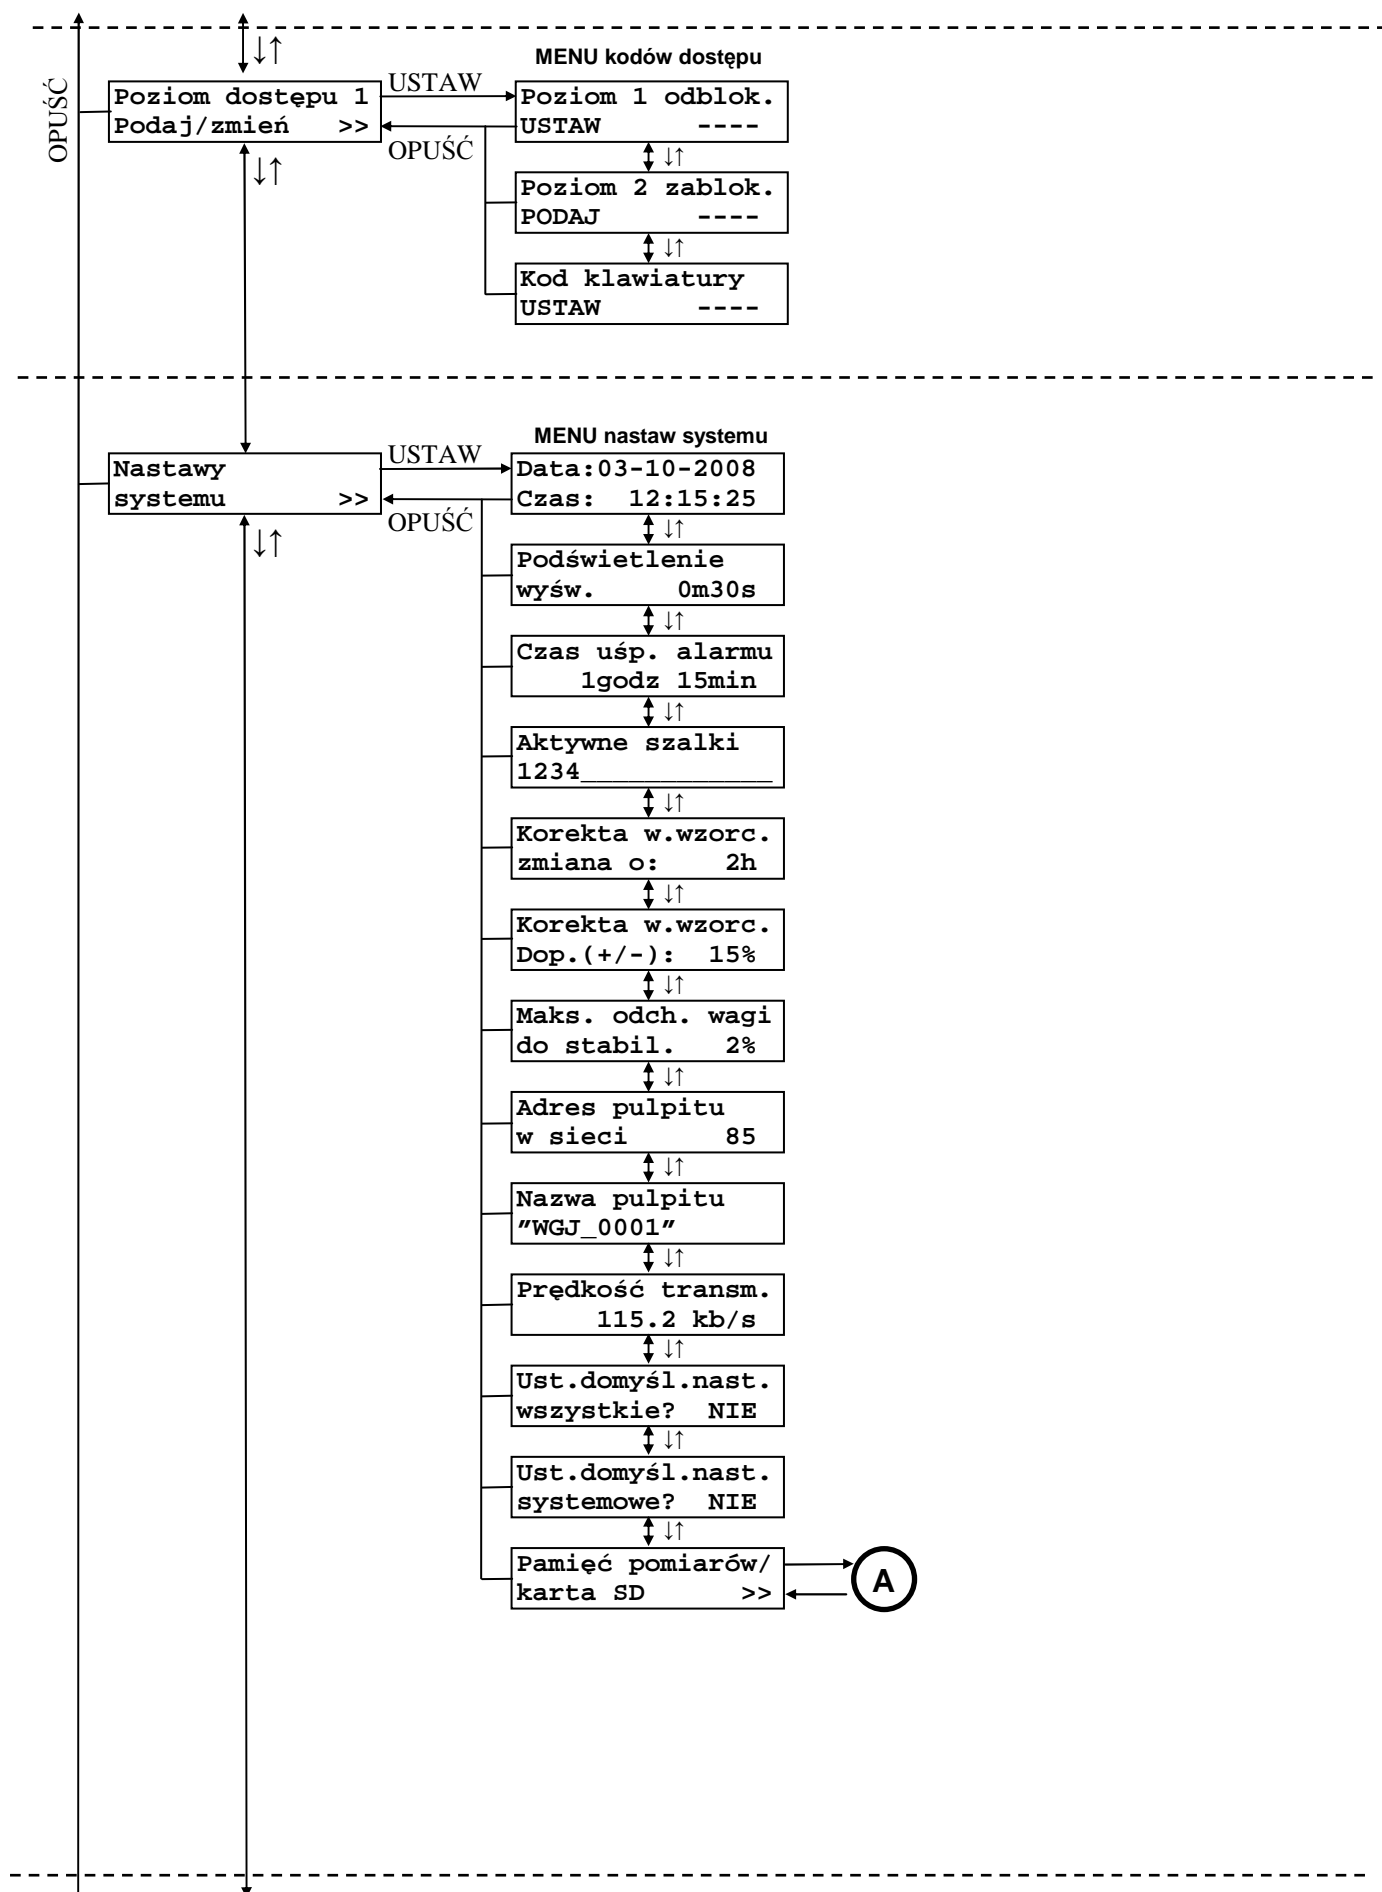 ↓↑
MENU kodów dostępu
OPUŚĆ
Poziom dostępu 1
Podaj/zmień >>
USTAW
OPUŚĆ
Poziom 1 odblok.
USTAW ----
↓↑
↓↑
Poziom 2 zablok.
PODAJ ----
↓↑
Kod klawiatury
USTAW ----
MENU nastaw systemu
Nastawy
systemu >>
USTAW
OPUŚĆ
Data:03-10-2008
Czas: 12:15:25
↓↑
↓↑
Podświetlenie
wyśw. 0m30s
↓↑
Czas uśp. alarmu
1godz 15min
↓↑
Aktywne szalki
1234____________
↓↑
Korekta w.wzorc.
zmiana o: 2h
↓↑
Korekta w.wzorc.
Dop.(+/-): 15%
↓↑
Maks. odch. wagi
do stabil. 2%
↓↑
Adres pulpitu
w sieci 85
↓↑
Nazwa pulpitu
"WGJ_0001"
↓↑
Prędkość transm.
115.2 kb/s
↓↑
Ust.domyśl.nast.
wszystkie? NIE
↓↑
Ust.domyśl.nast.
systemowe? NIE
↓↑
Pamięć pomiarów/
karta SD >>
A